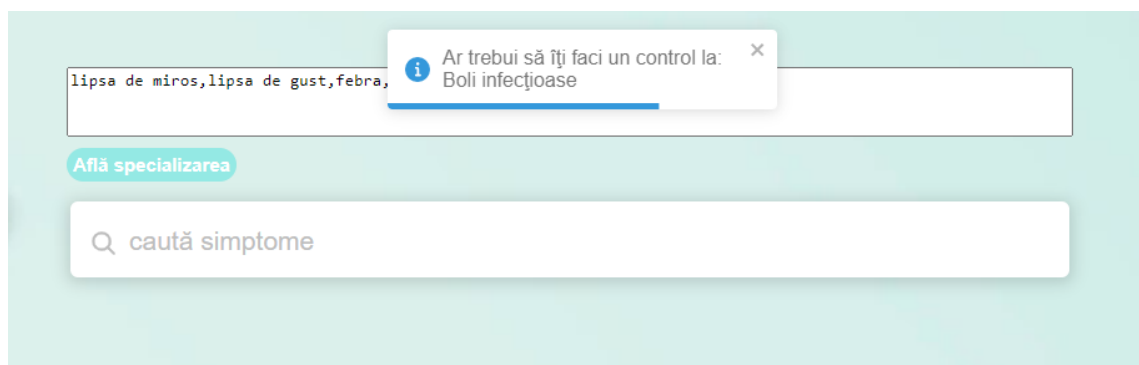 Ar trebui să îţi faci un control la:
Boli infecţioase
lipsa de miros,lipsa de gust,febra,
Află specializarea
caută simptome